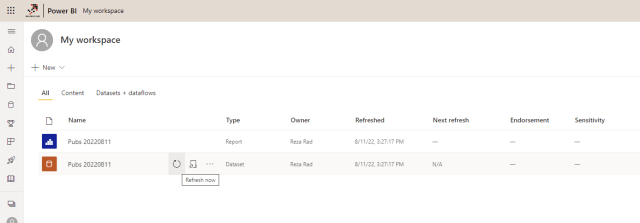 Power BI My workspace
My workspace
+ New
All Content Datasets + dataflows
Name Type Owner Refreshed Next refresh Endorsement Sensitivity
Pubs 20220811 Report Reza Rad 8/11/22, 3:27:17 PM — — —
Pubs 20220811 ... Dataset Reza Rad 8/11/22, 3:27:17 PM N/A — —
Refresh now